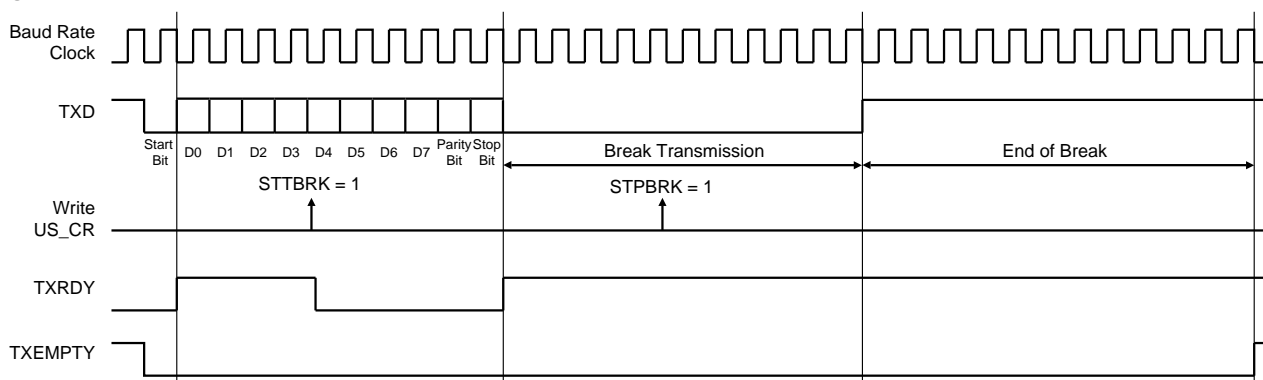 Baud Rate
Clock
TXD
Start
Bit
D0 D1 D2 D3 D4 D5 D6 D7
Parity
Bit
Stop
Bit
Break Transmission
End of Break
STTBRK = 1
STPBRK = 1
Write
US_CR
TXRDY
TXEMPTY